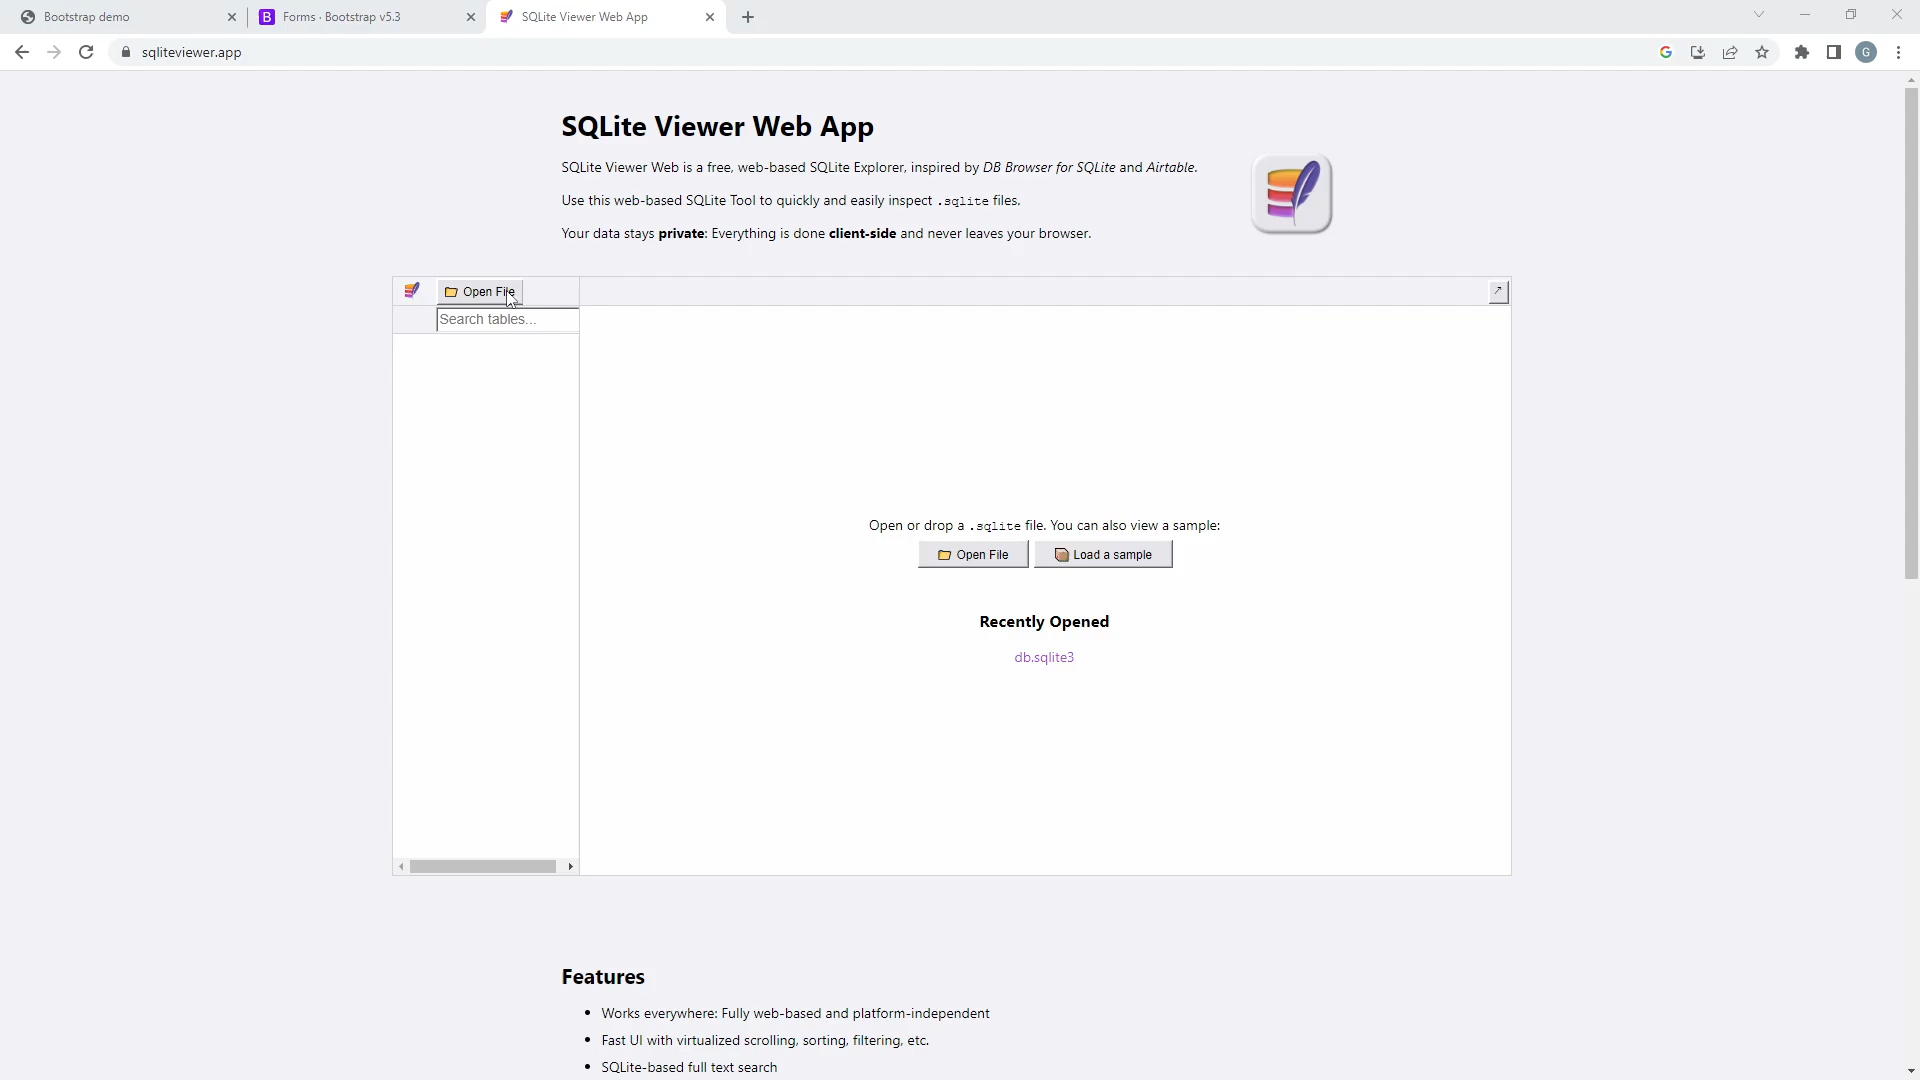 Bootstrap demo
Forms · Bootstrap v5.3
SQLite Viewer Web App
sqliteviewer.app
G
G
SQLite Viewer Web App
SQLite Viewer Web is a free, web-based SQLite Explorer, inspired by DB Browser for SQLite and Airtable.
Use this web-based SQLite Tool to quickly and easily inspect .sqlite files.
Your data stays private: Everything is done client-side and never leaves your browser.
Open File
Search tables...
Open or drop a .sqlite file. You can also view a sample:
Open File
Load a sample
Recently Opened
db.sqlite3
Features
• Works everywhere: Fully web-based and platform-independent
• Fast UI with virtualized scrolling, sorting, filtering, etc.
• SQLite-based full text search